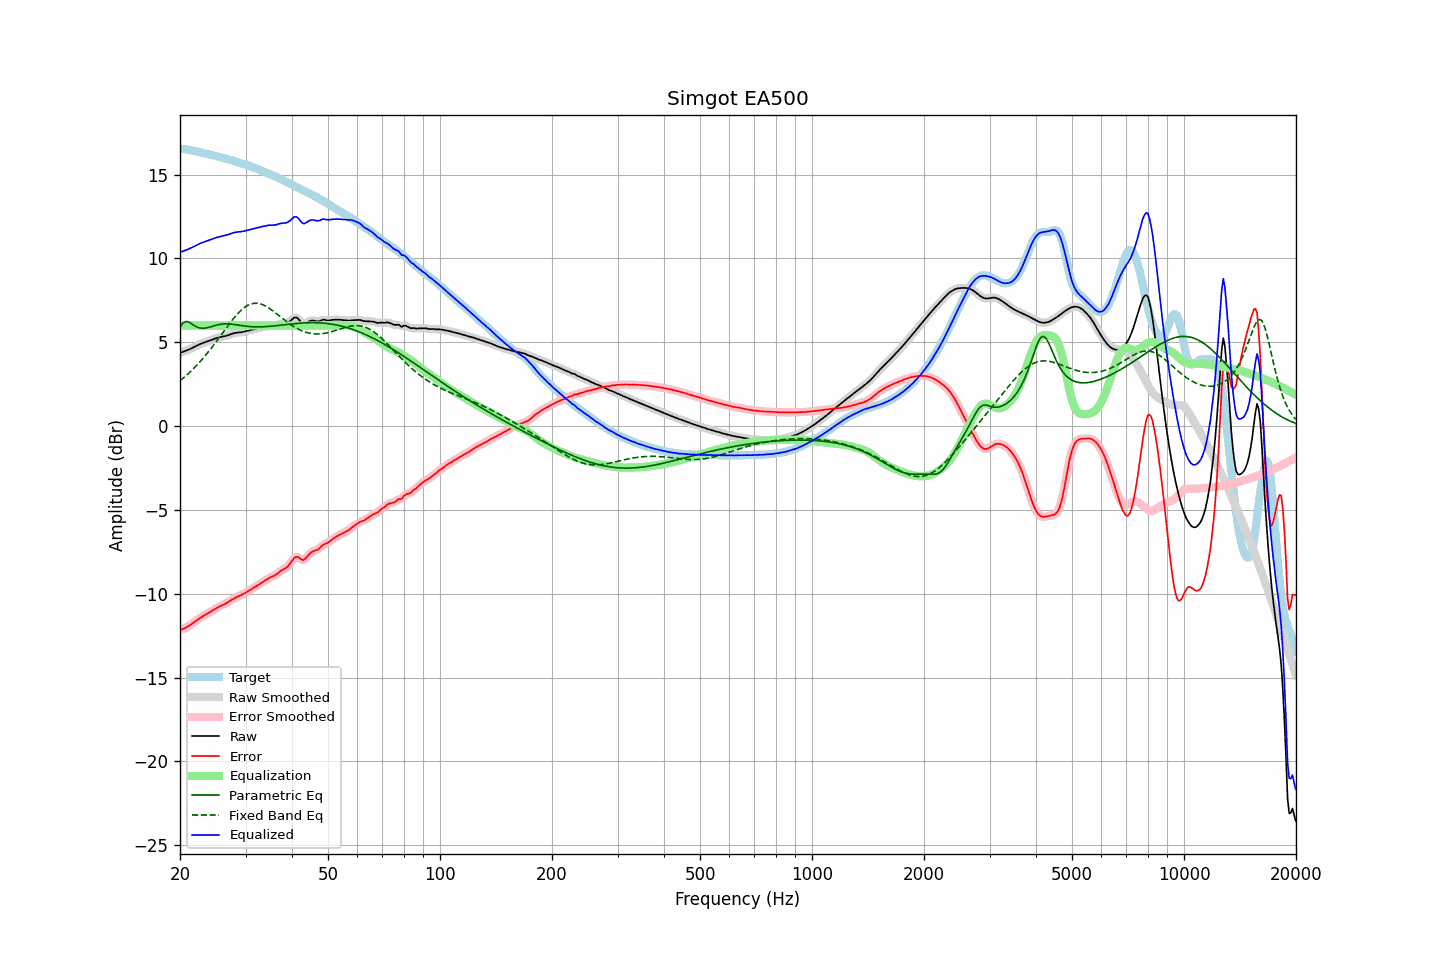 Simgot EA500
Amplitude (dBr)
15
10
5
0
−5
−10
−15
−20
−25
Target
Raw Smoothed
Error Smoothed
Raw
Error
Equalization
Parametric Eq
Fixed Band Eq
Equalized
20 50 100 200 500 1000 2000 5000 10000 20000
Frequency (Hz)